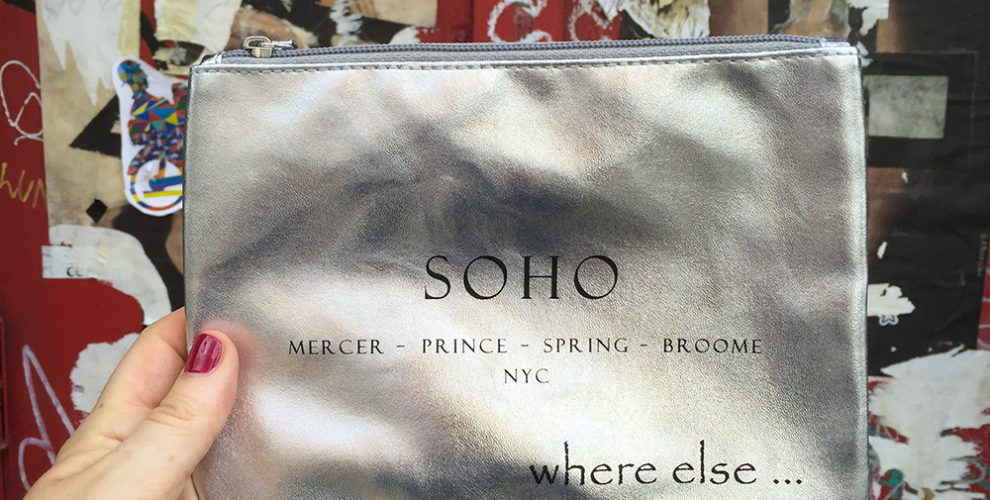 SOHO
MERCER - PRINCE - SPRING - BROOME
NYC
where else ...